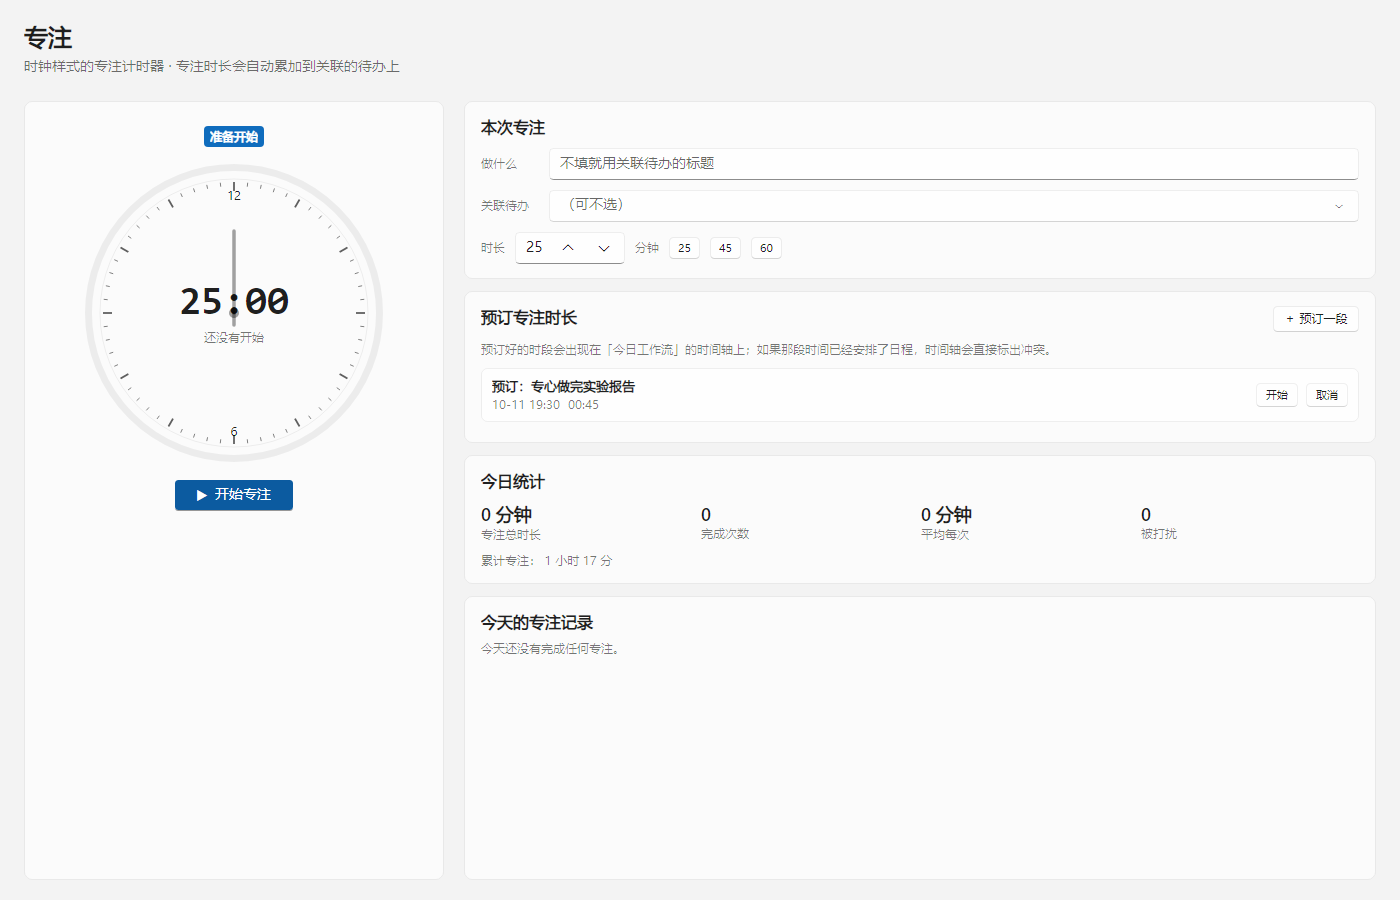 专注
时钟样式的专注计时器 · 专注时长会自动累加到关联的待办上
准备开始
12
25:00
还没有开始
6
▶ 开始专注
本次专注
做什么 不填就用关联待办的标题
关联待办 （可不选）
时长 25 分钟 25 45 60
预订专注时长
+ 预订一段
预订好的时段会出现在「今日工作流」的时间轴上；如果那段时间已经安排了日程，时间轴会直接标出冲突。
预订：专心做完实验报告
10-11 19:30 00:45
开始 取消
今日统计
0 分钟 0 0 分钟 0
专注总时长 完成次数 平均每次 被打扰
累计专注： 1 小时 17 分
今天的专注记录
今天还没有完成任何专注。